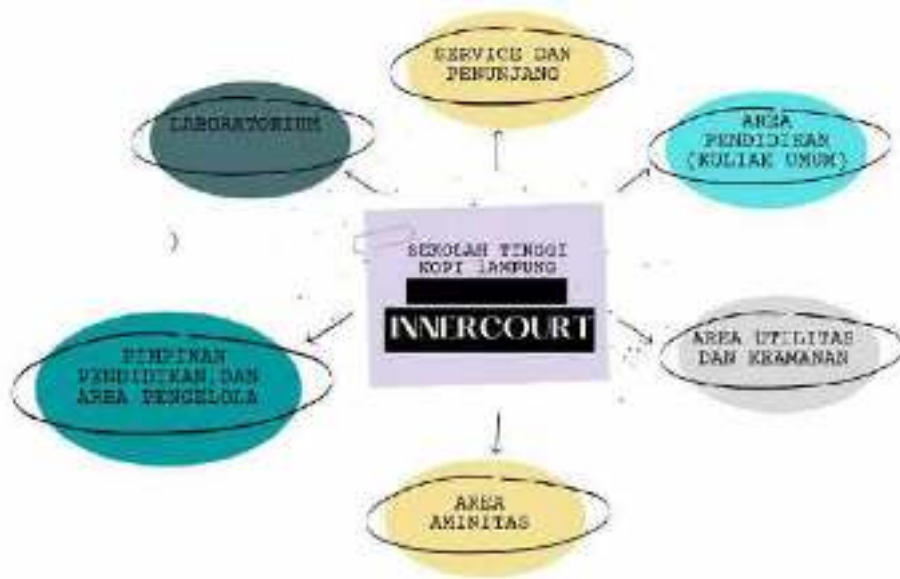 SERVICE DAN
PENUNJANG
LABORATORIUM
AREA
PENDIDIKAN
(KULIAH UMUM)
SEKOLAH TINGGI
KOPI LAMPUNG
INNERCOURT
PIMPINAN
PENDIDIKAN DAN
AREA PENGELOLA
AREA UTILITAS
DAN KEAMANAN
AREA
AMINITAS